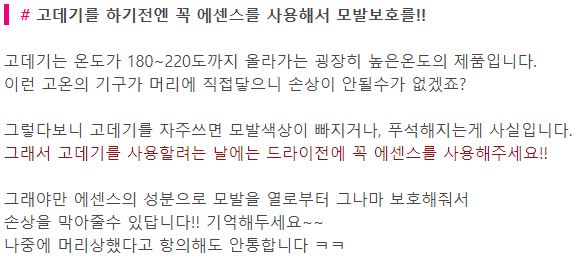 # 고데기를 하기전엔 꼭 에센스를 사용해서 모발보호를!!
고데기는 온도가 180~220도까지 올라가는 굉장히 높은온도의 제품입니다.
이런 고온의 기구가 머리에 직접닿으니 손상이 안될수가 없겠죠?
그렇다보니 고데기를 자주쓰면 모발색상이 빠지거나, 푸석해지는게 사실입니다.
그래서 고데기를 사용할려는 날에는 드라이전에 꼭 에센스를 사용해주세요!!
그래야만 에센스의 성분으로 모발을 열로부터 그나마 보호해줘서
손상을 막아줄수 있답니다!! 기억해두세요~~
나중에 머리상했다고 항의해도 안통합니다 ㅋㅋ